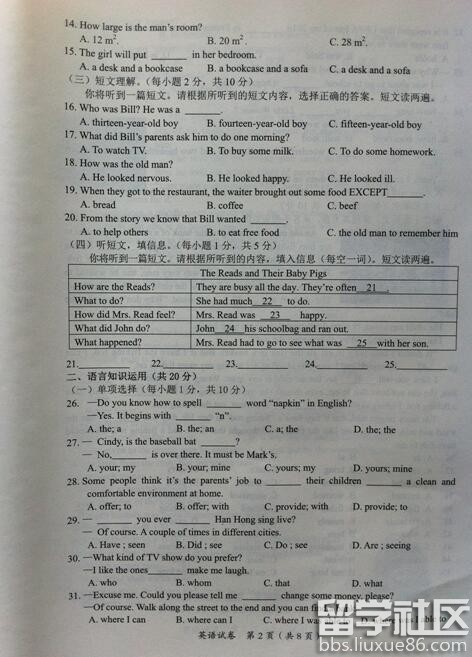 14. How large is the man's room?
A. 12 m². B. 20 m². C. 28 m².
15. The girl will put ______ in her bedroom.
A. a desk and a bookcase B. a bookcase and a sofa C. a desk and a sofa
(三) 短文理解。(每小题 2 分，共 10 分)
你将听到一篇短文。请根据所听到的短文内容，选择正确的答案。短文读两遍。
16. Who was Bill? He was a ______.
A. thirteen-year-old boy B. fourteen-year-old boy C. fifteen-year-old boy
17. What did Bill's parents ask him to do one morning?
A. To watch TV. B. To buy some milk. C. To do some homework.
18. How was the old man?
A. He looked nervous. B. He looked happy. C. He looked ill.
19. When they got to the restaurant, the waiter brought out some food EXCEPT______.
A. bread B. coffee C. beef
20. From the story we know that Bill wanted ______.
A. to help others B. to eat free food C. the old man to remember him
(四) 听短文，填信息。(每小题 1 分，共 5 分)
你将听到一篇短文。请根据所听到的内容，填入信息（每空一词）。短文读两遍。
The Reads and Their Baby Pigs
How are the Reads? They are busy all the day. They're often__21__.
What to do? She had much__22__ to do.
How did Mrs. Read feel? Mrs. Read was __23__ happy.
What did John do? John__24__ his schoolbag and ran out.
What happened? Mrs. Read had to go to see what was __25__ with her son.
21.________ 22.________ 23.________ 24.________ 25.________
二、语言知识运用（共 20 分）
(一) 单项选择（每小题 1 分，共 10 分）
26. —Do you know how to spell ______ word "napkin" in English?
—Yes. It begins with ______ "n".
A. the; a B. the; an C. a; the D. the; the
27. — Cindy, is the baseball bat ______?
— No,______ is over there. It must be Mark's.
A. your; my B. your; mine C. yours; my D. yours; mine
28. Some people think it's the parents' job to ______ their children ______ a clean and
comfortable environment at home.
A. offer; to B. offer; with C. provide; with D. provide; to
29. — ______ you ever ______ Han Hong sing live?
— Of course. A couple of times in different cities.
A. Have ; seen B. Did ; see C. Do ; see D. Are ; seeing
30. —What kind of TV show do you prefer?
—I like the ones______ make me laugh.
A. who B. whom C. that D. what
31. —Excuse me. Could you please tell me ______ change some money, please?
—Of course. Walk along the street to the end and you can
A. where I can B. where can I C. where I
英语试卷 第 2 页（共 8 页）
留学社区
bbs.liuxue86.com